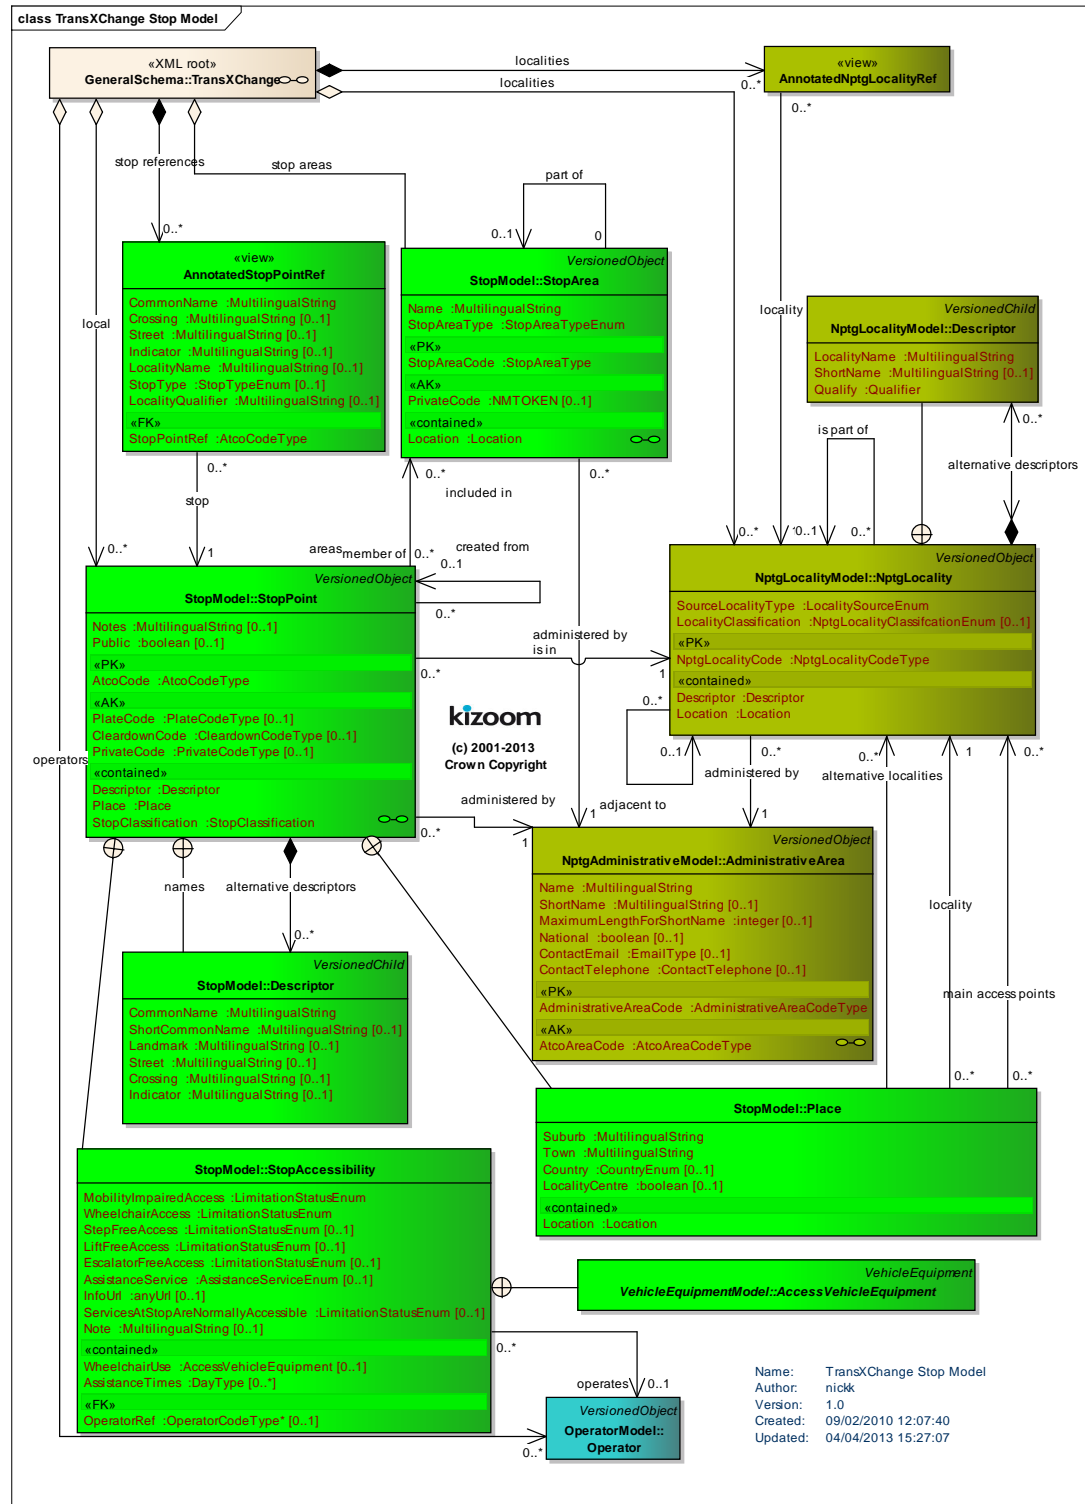 class TransXChange Stop Model
«XML root»
GeneralSchema::TransXChange
localities
0..*
localities
«view»
AnnotatedNptgLocalityRef
0..*
stop references
stop areas
part of
0..*
0..1
0
local
locality
«view»
AnnotatedStopPointRef
CommonName :MultilingualString
Crossing :MultilingualString [0..1]
Street :MultilingualString [0..1]
Indicator :MultilingualString [0..1]
LocalityName :MultilingualString [0..1]
StopType :StopTypeEnum [0..1]
LocalityQualifier :MultilingualString [0..1]
«FK»
StopPointRef :AtcoCodeType
VersionedObject
StopModel::StopArea
Name :MultilingualString
StopAreaType :StopAreaTypeEnum
«PK»
StopAreaCode :StopAreaType
«AK»
PrivateCode :NMTOKEN [0..1]
«contained»
Location :Location
VersionedChild
NptgLocalityModel::Descriptor
LocalityName :MultilingualString
ShortName :MultilingualString [0..1]
Qualify :Qualifier
0..*
is part of
alternative descriptors
0..*
stop
1
0..*
0..*
included in
0..*
areas
member of
0..*
created from
0..1
0..*
0..*
1
0..1
0..*
VersionedObject
StopModel::StopPoint
Notes :MultilingualString [0..1]
Public :boolean [0..1]
«PK»
AtcoCode :AtcoCodeType
«AK»
PlateCode :PlateCodeType [0..1]
CleardownCode :CleardownCodeType [0..1]
PrivateCode :PrivateCodeType [0..1]
«contained»
Descriptor :Descriptor
Place :Place
StopClassification :StopClassification
VersionedObject
NptgLocalityModel::NptgLocality
SourceLocalityType :LocalitySourceEnum
LocalityClassification :NptgLocalityClassifcationEnum [0..1]
«PK»
NptgLocalityCode :NptgLocalityCodeType
«contained»
Descriptor :Descriptor
Location :Location
administered by
is in
0..*
1
0..*
kizoom
(c) 2001-2013
Crown Copyright
operators
0..1
0..*
administered by
0..*
alternative localities
1
0..*
administered by
0..*
1
adjacent to
1
1
VersionedObject
NptgAdministrativeModel::AdministrativeArea
Name :MultilingualString
ShortName :MultilingualString [0..1]
MaximumLengthForShortName :integer [0..1]
National :boolean [0..1]
ContactEmail :EmailType [0..1]
ContactTelephone :ContactTelephone [0..1]
«PK»
AdministrativeAreaCode :AdministrativeAreaCodeType
«AK»
AtcoAreaCode :AtcoAreaCodeType
names
alternative descriptors
0..*
locality
main access points
VersionedChild
StopModel::Descriptor
CommonName :MultilingualString
ShortCommonName :MultilingualString [0..1]
Landmark :MultilingualString [0..1]
Street :MultilingualString [0..1]
Crossing :MultilingualString [0..1]
Indicator :MultilingualString [0..1]
0..*
0..*
0..*
StopModel::Place
Suburb :MultilingualString
Town :MultilingualString
Country :CountryEnum [0..1]
LocalityCentre :boolean [0..1]
«contained»
Location :Location
StopModel::StopAccessibility
MobilityImpairedAccess :LimitationStatusEnum
WheelchairAccess :LimitationStatusEnum
StepFreeAccess :LimitationStatusEnum [0..1]
LiftFreeAccess :LimitationStatusEnum [0..1]
EscalatorFreeAccess :LimitationStatusEnum [0..1]
AssistanceService :AssistanceServiceEnum [0..1]
InfoUrl :anyUrl [0..1]
ServicesAtStopAreNormallyAccessible :LimitationStatusEnum [0..1]
Note :MultilingualString [0..1]
«contained»
WheelchairUse :AccessVehicleEquipment [0..1]
AssistanceTimes :DayType [0..*]
«FK»
OperatorRef :OperatorCodeType* [0..1]
VehicleEquipment
VehicleEquipmentModel::AccessVehicleEquipment
0..*
operates
0..1
VersionedObject
OperatorModel::
Operator
0..*
Name: TransXChange Stop Model
Author: nickk
Version: 1.0
Created: 09/02/2010 12:07:40
Updated: 04/04/2013 15:27:07